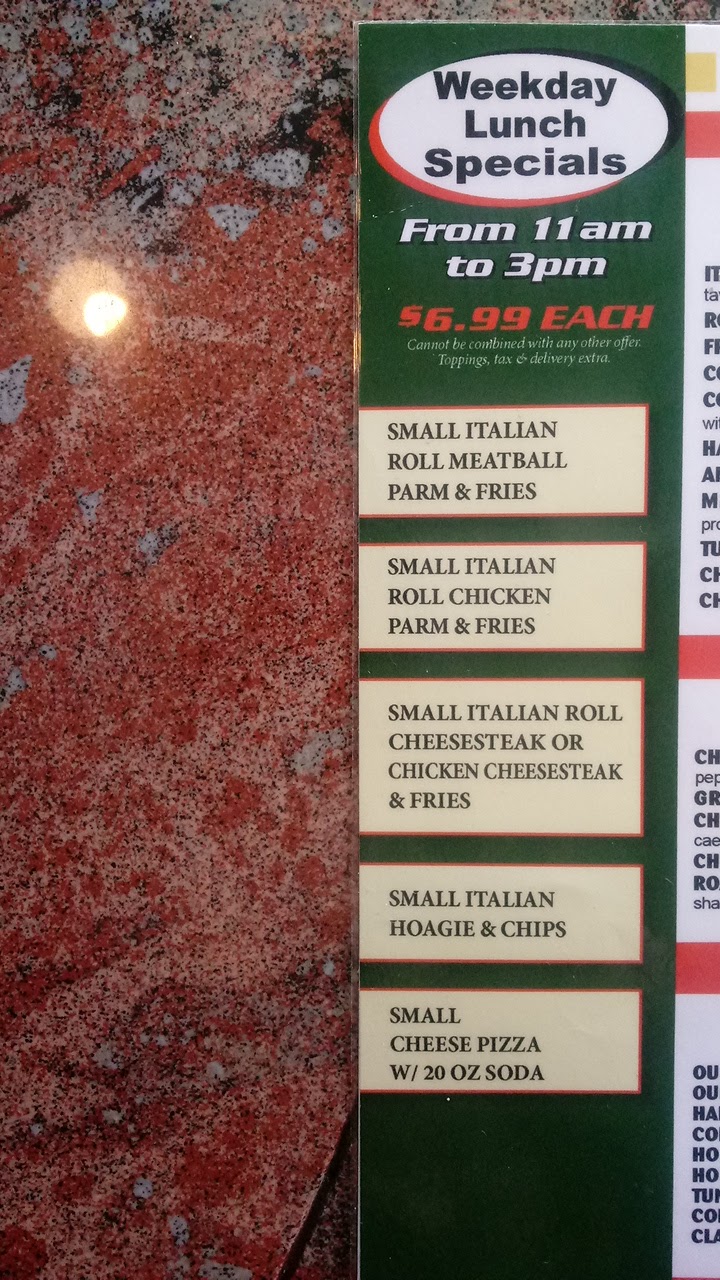 Weekday
Lunch
Specials
From 11am
to 3pm
$6.99 EACH
Cannot be combined with any other offer.
Toppings, tax & delivery extra.
SMALL ITALIAN
ROLL MEATBALL
PARM & FRIES
SMALL ITALIAN
ROLL CHICKEN
PARM & FRIES
SMALL ITALIAN ROLL
CHEESESTEAK OR
CHICKEN CHEESESTEAK
& FRIES
SMALL ITALIAN
HOAGIE & CHIPS
SMALL
CHEESE PIZZA
W/ 20 OZ SODA